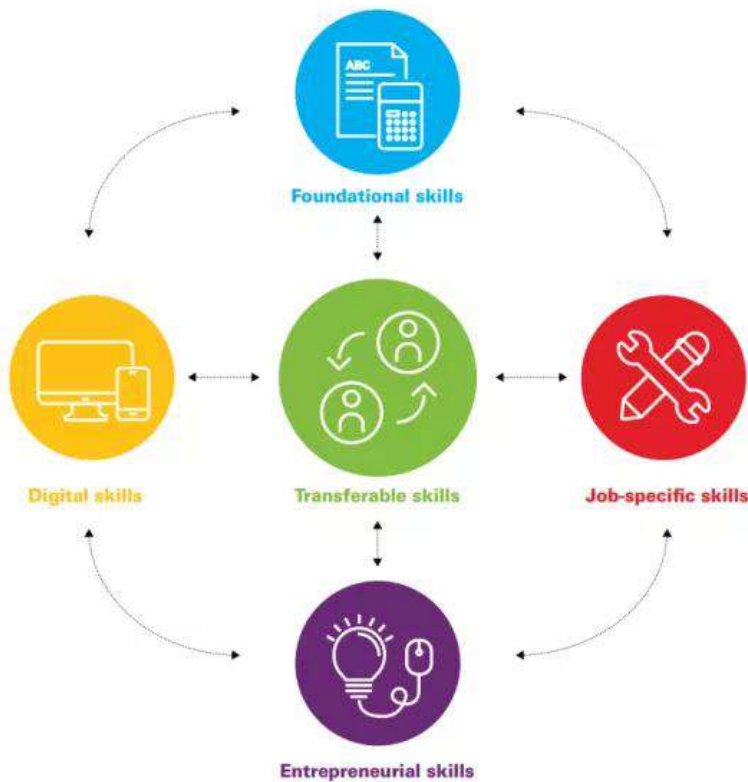 ABC
Foundational skills
Digital skills
Transferable skills
Job-specific skills
Entrepreneurial skills